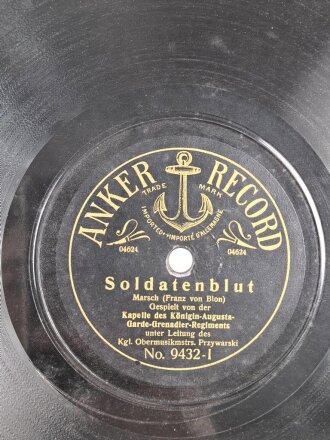 ANKER RECORD
TRADE MARK
IMPORTED IMPORTÉ D'ALLEMAGNE
04624 04624
Soldatenblut
Marsch (Franz von Blon)
Gespielt von der
Kapelle des Königin-Augusta-
Garde-Grenadier-Regiments
unter Leitung des
Kgl. Obermusikmstrs. Przywarski
No. 9432-I